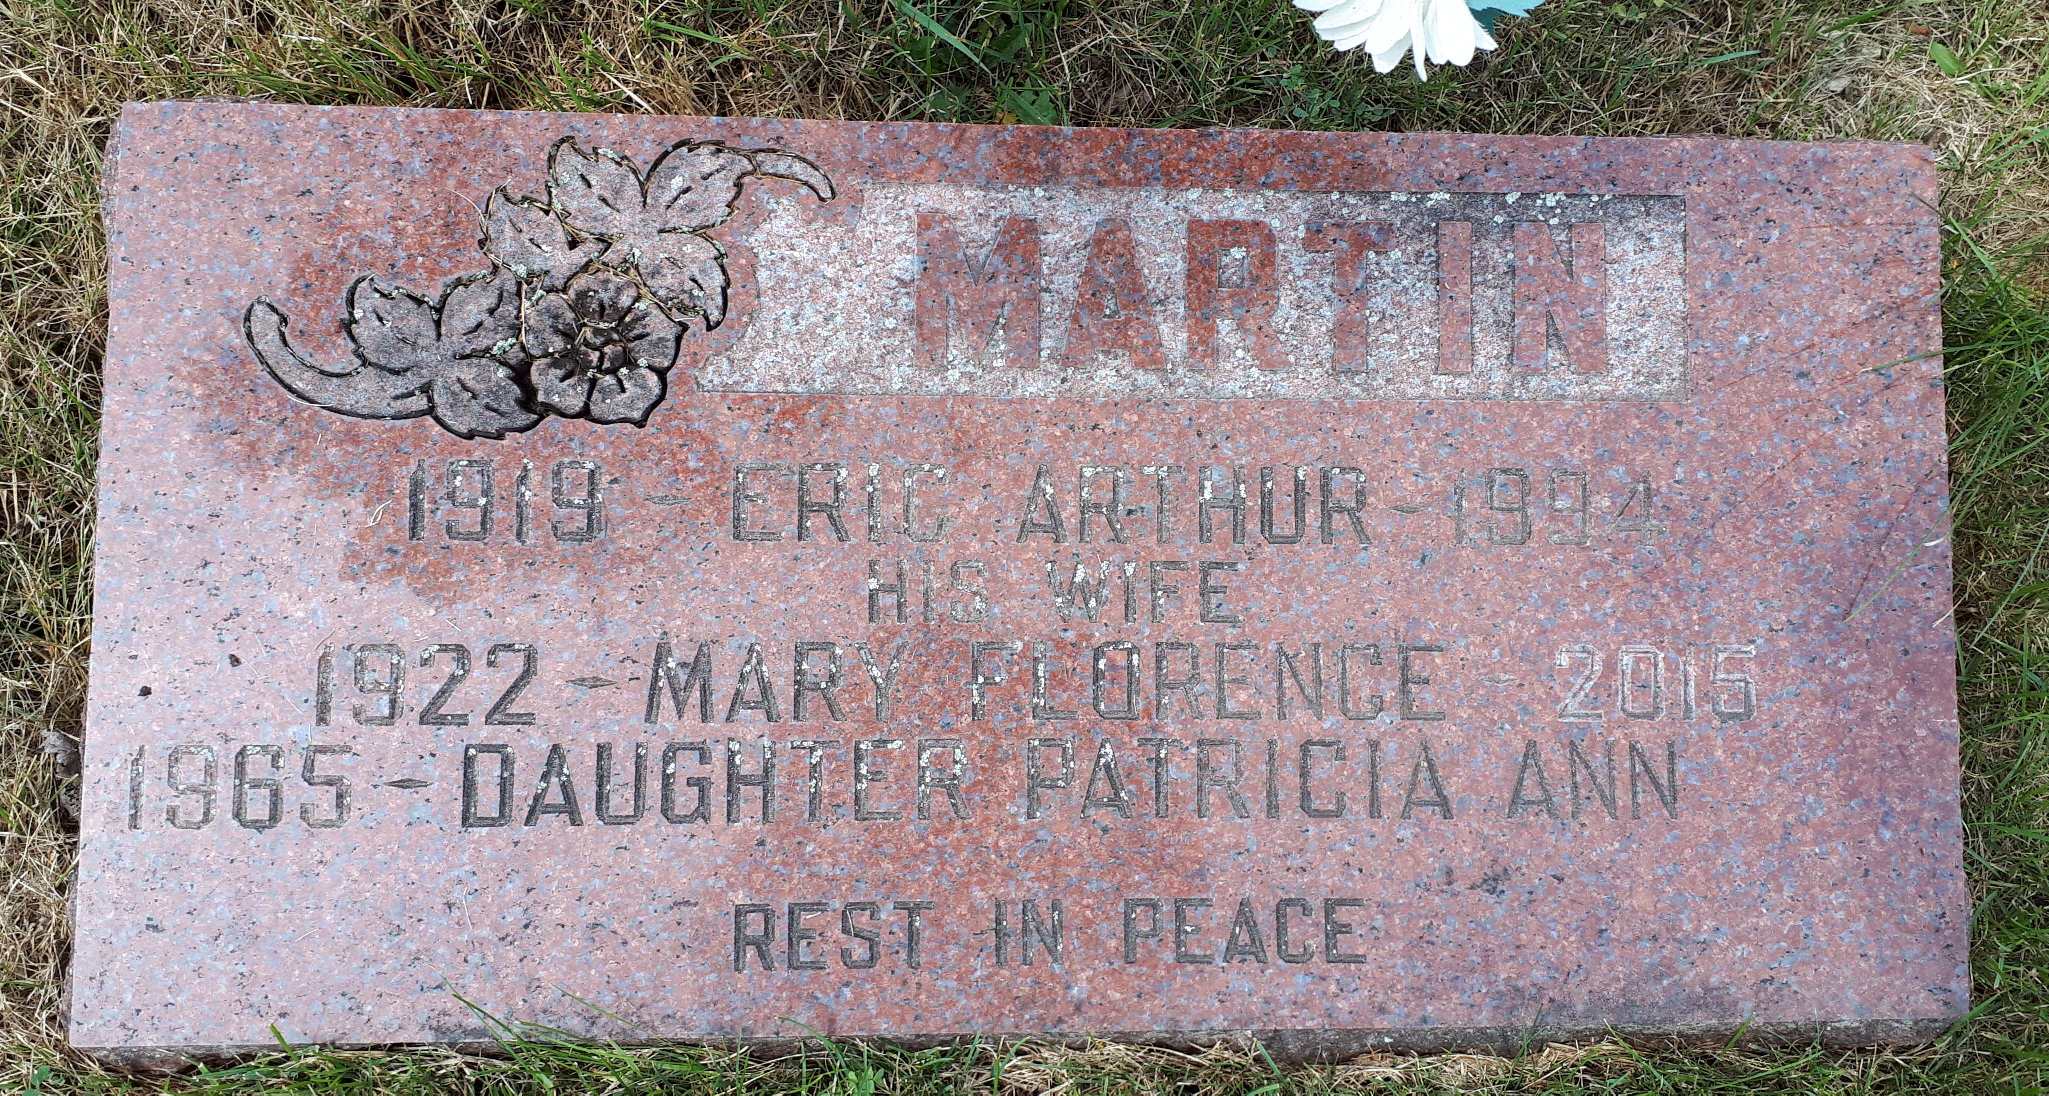 MARTIN
1919 - ERIC ARTHUR - 1994
HIS WIFE
1922 - MARY FLORENCE - 2015
1965 - DAUGHTER PATRICIA ANN
REST IN PEACE